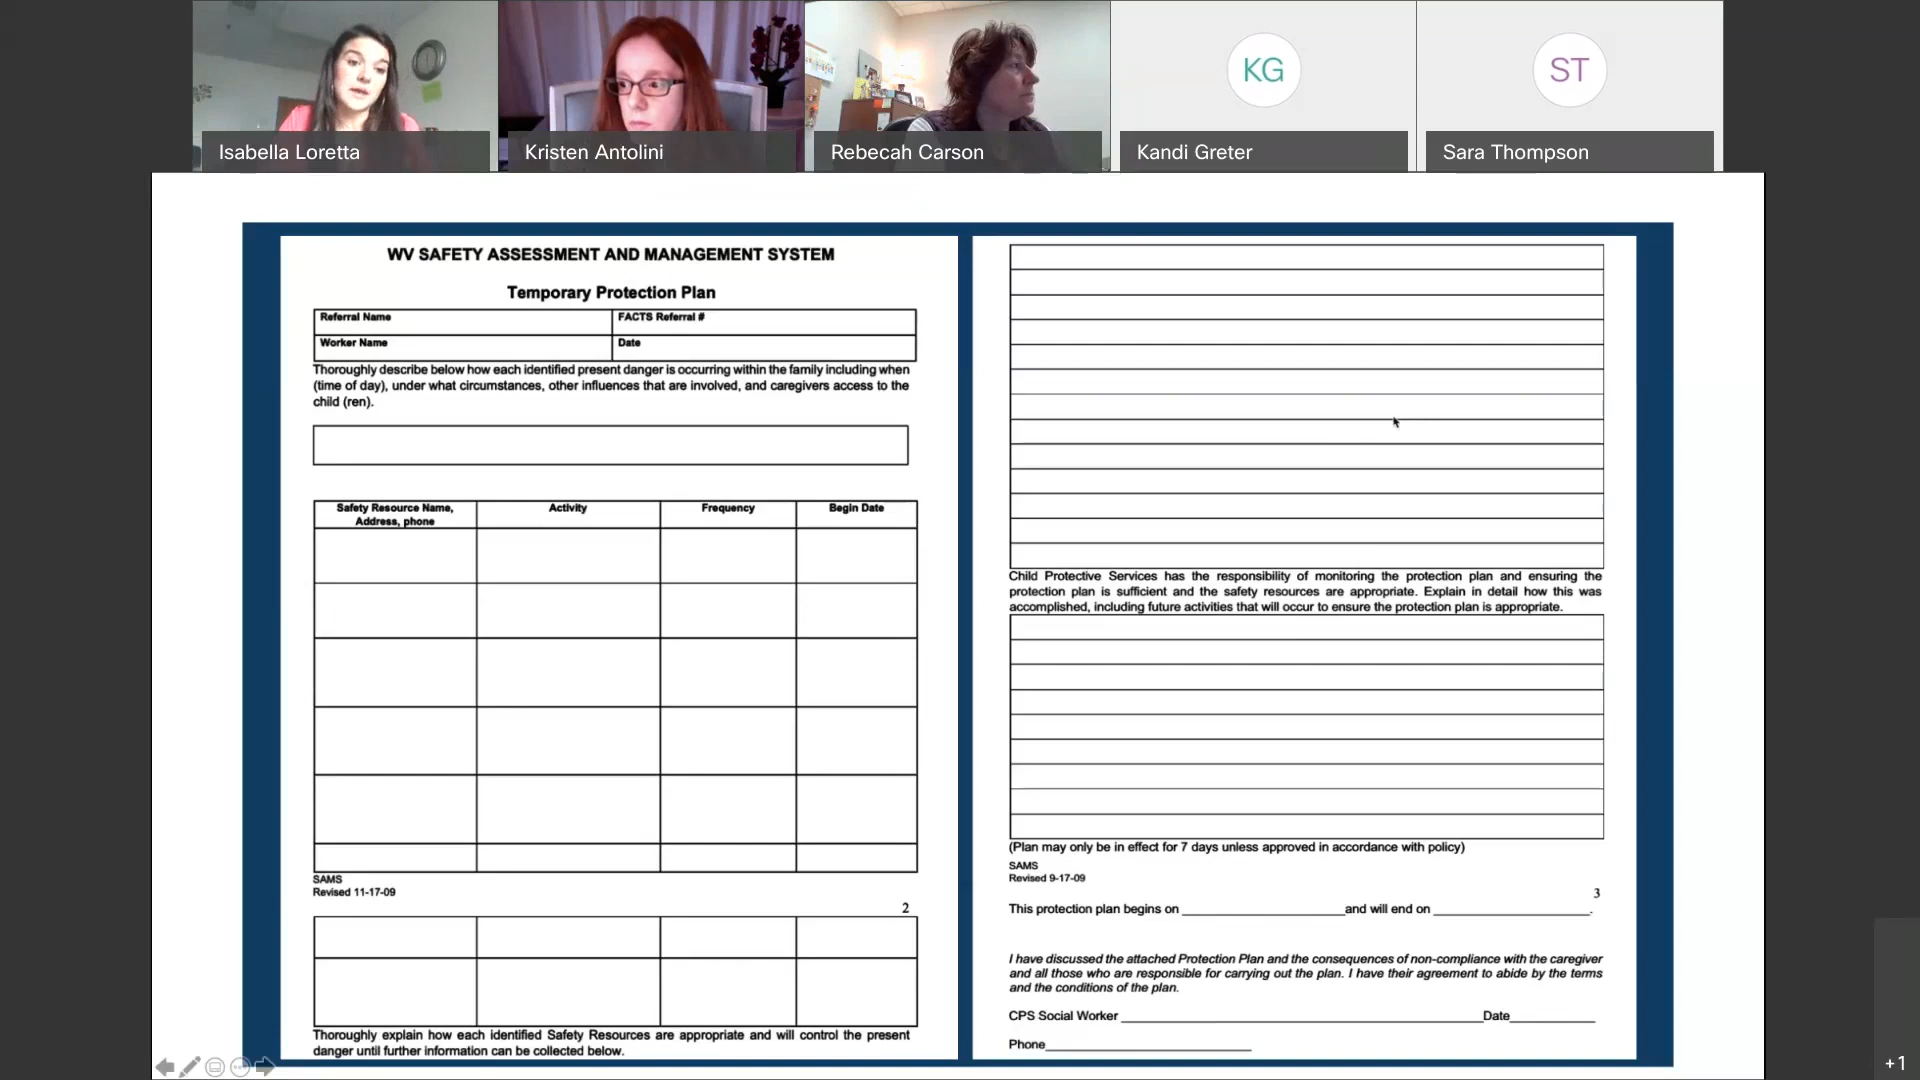 KG
ST
Isabella Loretta
Kristen Antolini
Rebecah Carson
Kandi Greter
Sara Thompson
WV SAFETY ASSESSMENT AND MANAGEMENT SYSTEM
Temporary Protection Plan
Referral Name
FACTS Referral #
Worker Name
Date
Thoroughly describe below how each identified present danger is occurring within the family including when
(time of day), under what circumstances, other influences that are involved, and caregivers access to the
child (ren).
Safety Resource Name,
Address, phone
Activity
Frequency
Begin Date
SAMS
Revised 11-17-09
2
Thoroughly explain how each identified Safety Resources are appropriate and will control the present
danger until further information can be collected below.
Child Protective Services has the responsibility of monitoring the protection plan and ensuring the
protection plan is sufficient and the safety resources are appropriate. Explain in detail how this was
accomplished, including future activities that will occur to ensure the protection plan is appropriate.
(Plan may only be in effect for 7 days unless approved in accordance with policy)
SAMS
Revised 9-17-09
3
This protection plan begins on ______________________ and will end on ______________________.
I have discussed the attached Protection Plan and the consequences of non-compliance with the caregiver
and all those who are responsible for carrying out the plan. I have their agreement to abide by the terms
and the conditions of the plan.
CPS Social Worker ____________________________________________________Date____________
Phone_____________________________
+1